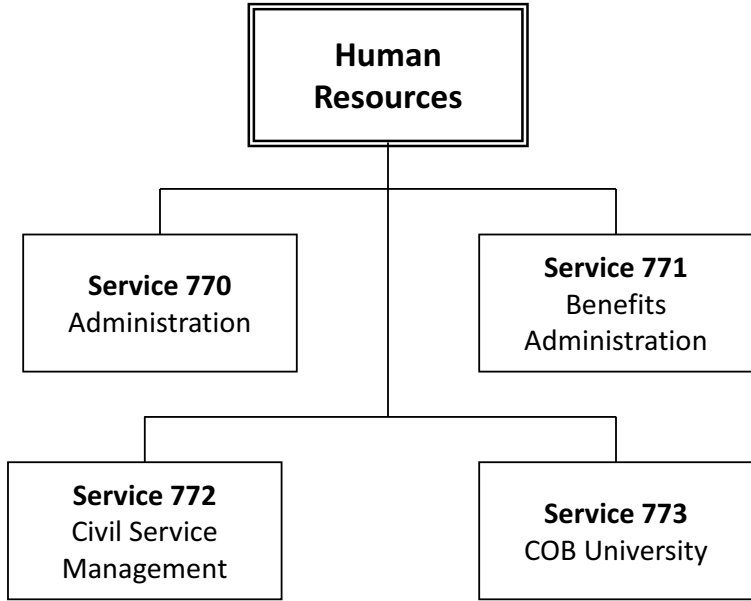 Human
Resources
Service 770
Administration
Service 771
Benefits
Administration
Service 772
Civil Service
Management
Service 773
COB University